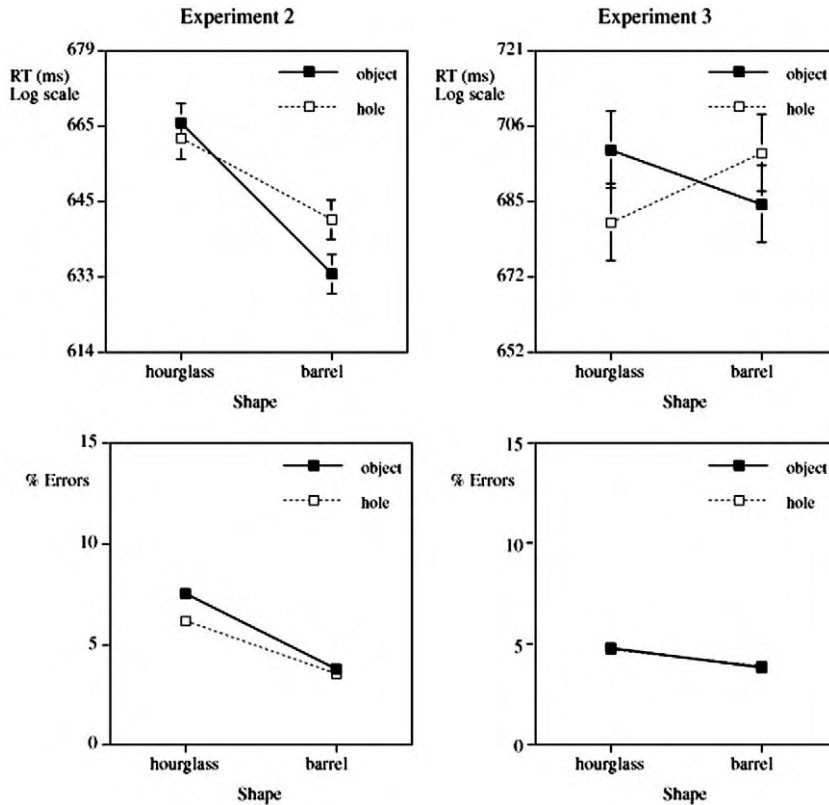 Experiment 2
679
RT (ms)
Log scale
object
hole
665
645
633
614
hourglass barrel
Shape
Experiment 3
721
RT (ms)
Log scale
object
hole
706
685
672
652
hourglass barrel
Shape
15
% Errors
object
hole
10
5
0
hourglass barrel
Shape
15
% Errors
object
hole
10
5
0
hourglass barrel
Shape